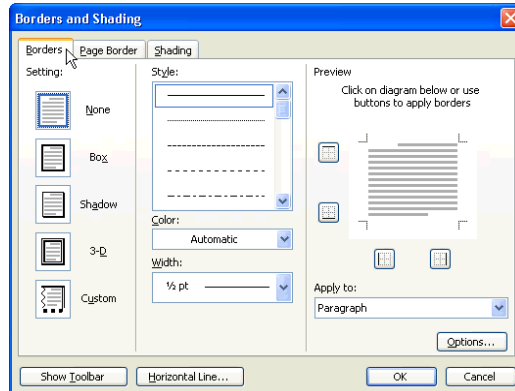 Borders and Shading
Borders Page Border Shading
Setting:
None
Box
Shadow
3-D
Custom
Style:
Color:
Automatic
Width:
½ pt
Preview
Click on diagram below or use
buttons to apply borders
Apply to:
Paragraph
Options...
Show Toolbar Horizontal Line... OK Cancel